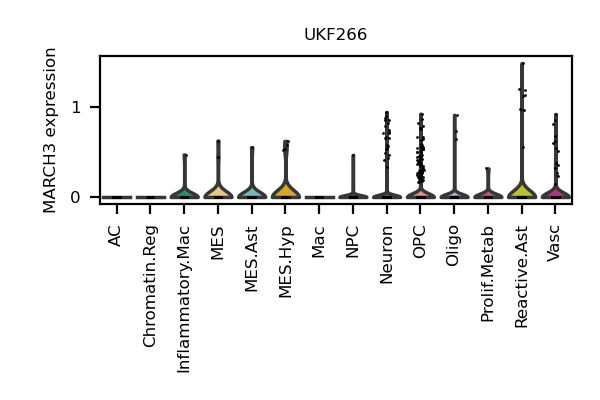 UKF266
MARCH3 expression
1
0
AC
Chromatin.Reg
Inflammatory.Mac
MES
MES.Ast
MES.Hyp
Mac
NPC
Neuron
OPC
Oligo
Prolif.Metab
Reactive.Ast
Vasc